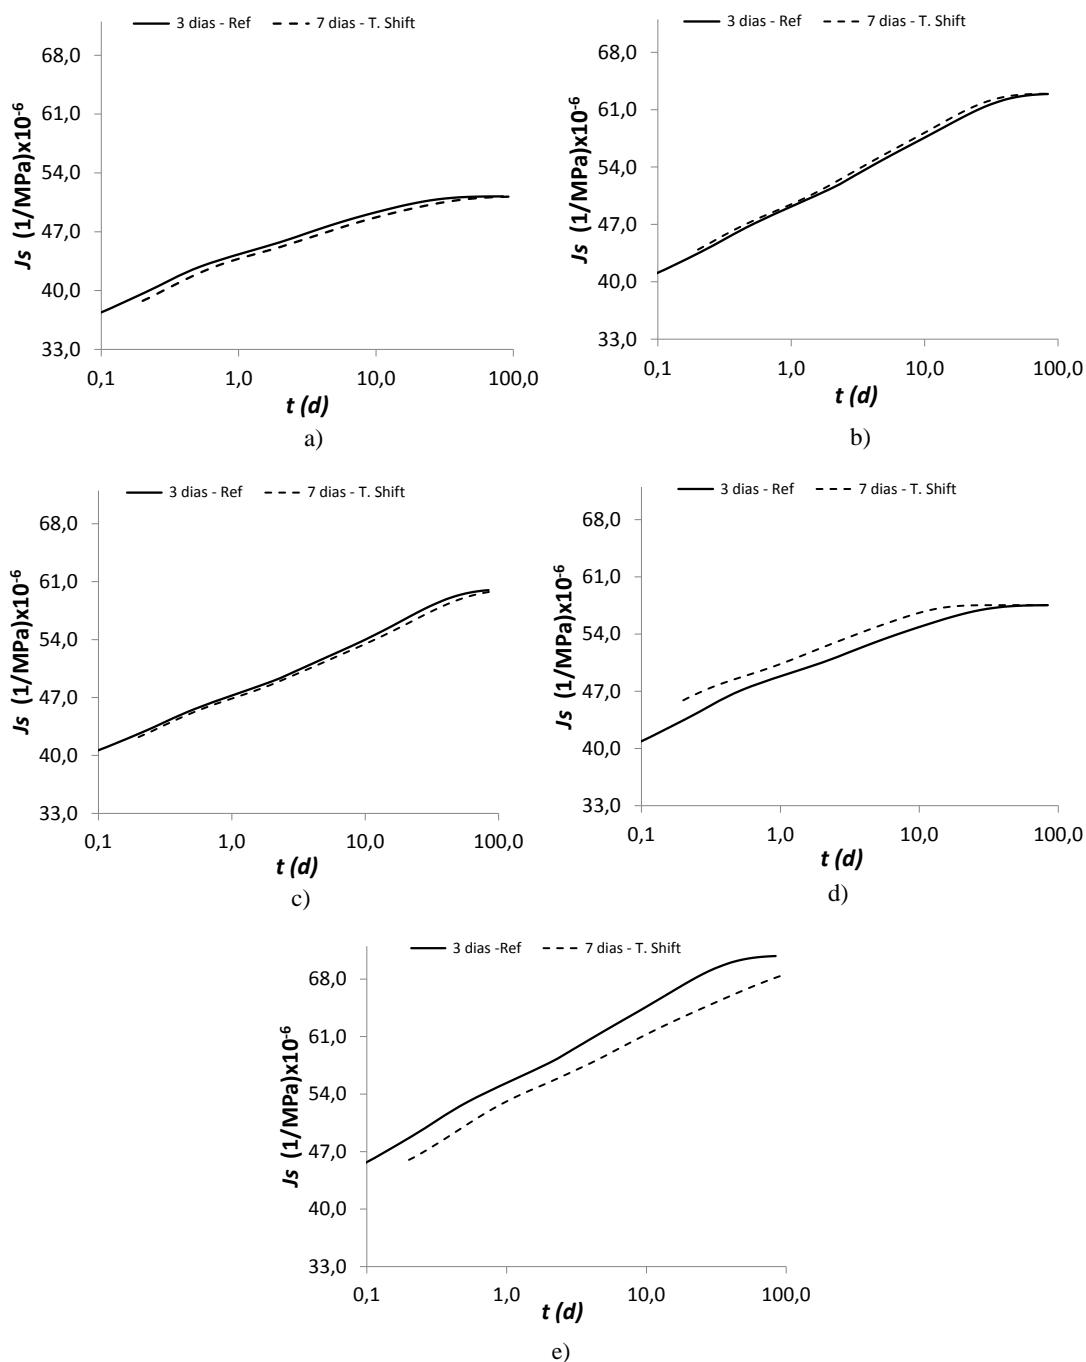 3 dias - Ref 7 dias - T. Shift
68,0
61,0
54,0
47,0
40,0
33,0
Js (1/MPa)x10⁻⁶
0,1 1,0 10,0 100,0
t (d)
a)
3 dias - Ref 7 dias - T. Shift
68,0
61,0
54,0
47,0
40,0
33,0
Js (1/MPa)x10⁻⁶
0,1 1,0 10,0 100,0
t (d)
b)
3 dias - Ref 7 dias - T. Shift
68,0
61,0
54,0
47,0
40,0
33,0
Js (1/MPa)x10⁻⁶
0,1 1,0 10,0 100,0
t (d)
c)
3 dias - Ref 7 dias - T. Shift
68,0
61,0
54,0
47,0
40,0
33,0
Js (1/MPa)x10⁻⁶
0,1 1,0 10,0 100,0
t (d)
d)
3 dias -Ref 7 dias - T. Shift
68,0
61,0
54,0
47,0
40,0
33,0
Js (1/MPa)x10⁻⁶
0,1 1,0 10,0 100,0
t (d)
e)